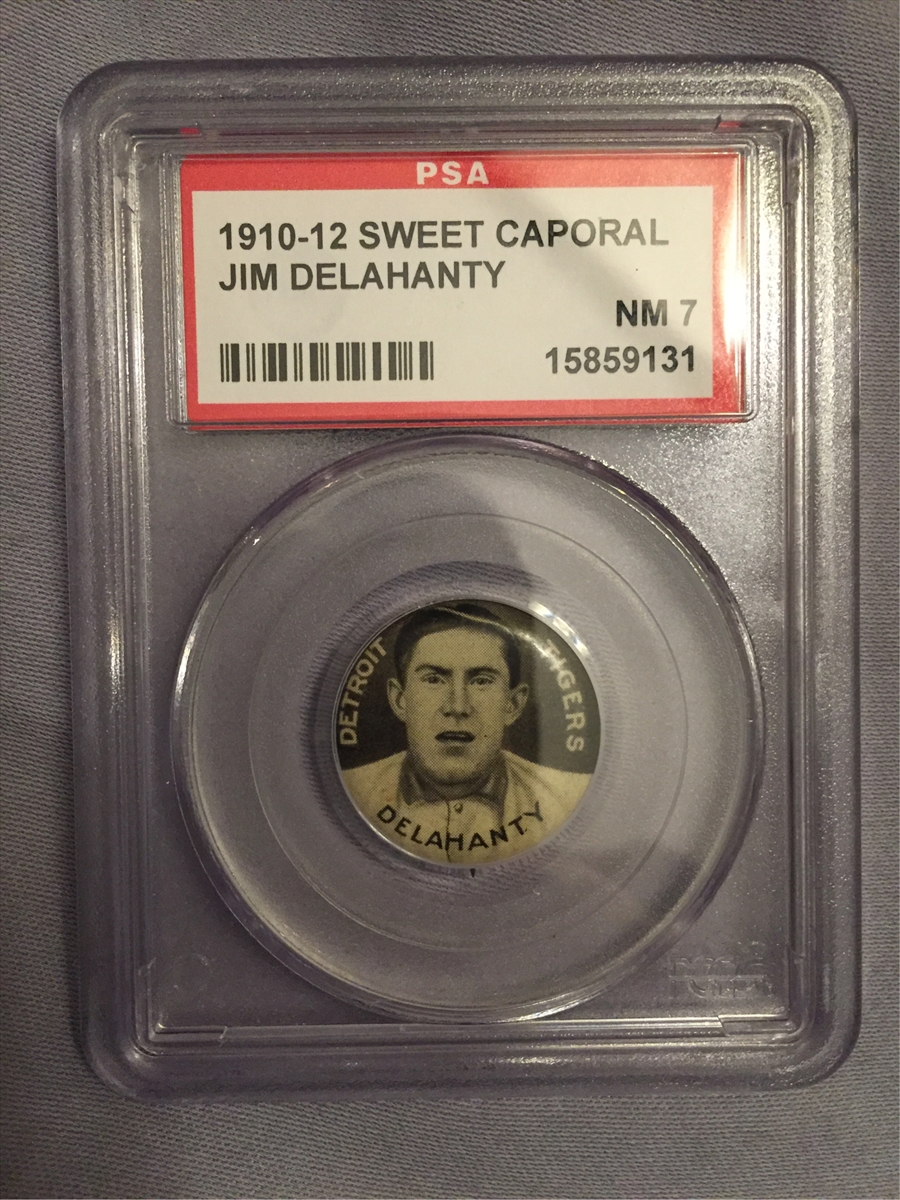 PSA
1910-12 SWEET CAPORAL
JIM DELAHANTY
NM 7
15859131
DETROIT
TIGERS
DELAHANTY